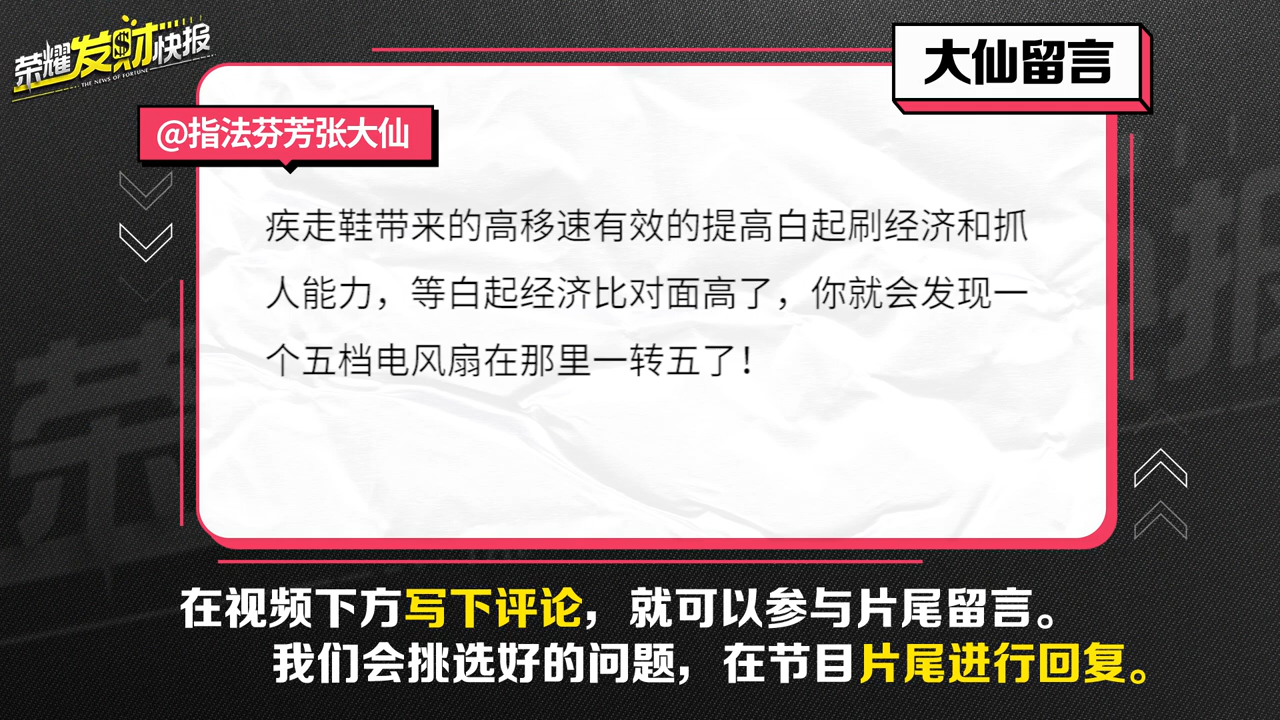 荣耀发财快报
THE NEWS OF FORTUNE
大仙留言
@指法芬芳张大仙
疾走鞋带来的高移速有效的提高白起刷经济和抓
人能力，等白起经济比对面高了，你就会发现一
个五档电风扇在那里一转五了！
在视频下方写下评论，就可以参与片尾留言。
我们会挑选好的问题，在节目片尾进行回复。